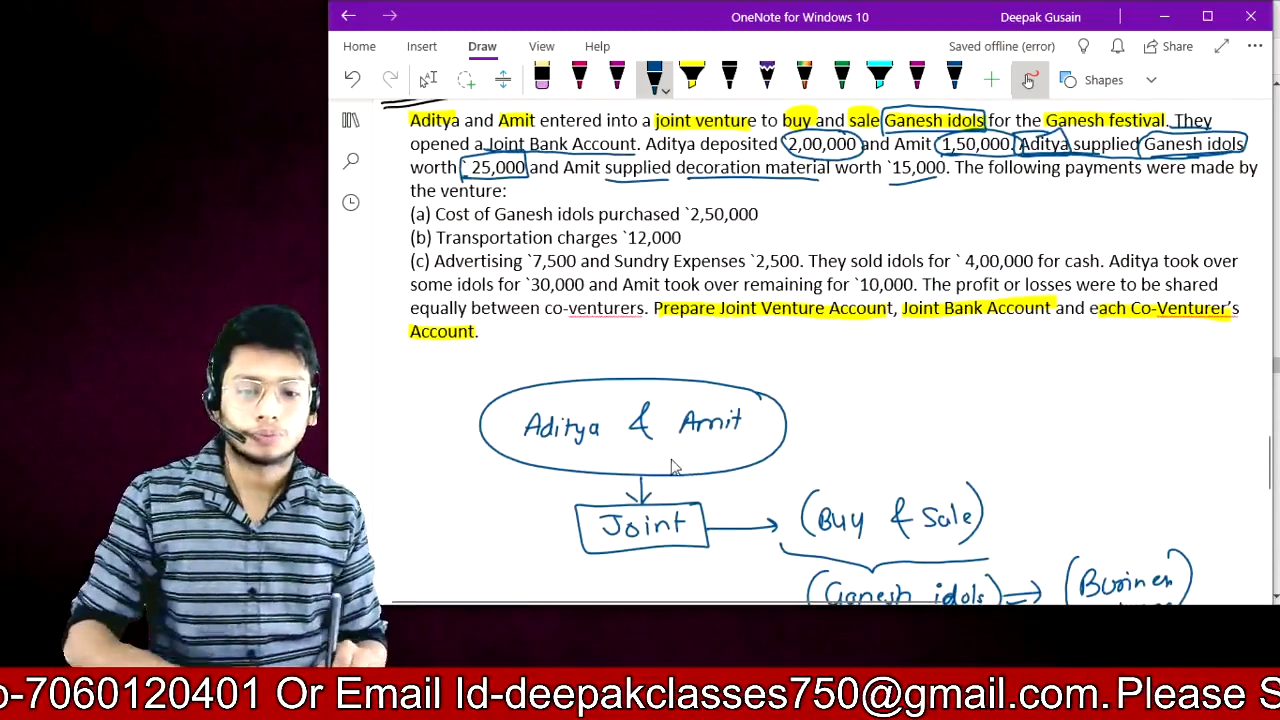 OneNote for Windows 10
Deepak Gusain
Home Insert Draw View Help
Saved offline (error)
Share
Shapes
Aditya and Amit entered into a joint venture to buy and sale Ganesh idols for the Ganesh festival. They
opened a Joint Bank Account. Aditya deposited `2,00,000 and Amit `1,50,000. Aditya supplied Ganesh idols
worth ` 25,000 and Amit supplied decoration material worth `15,000. The following payments were made by
the venture:
(a) Cost of Ganesh idols purchased `2,50,000
(b) Transportation charges `12,000
(c) Advertising `7,500 and Sundry Expenses `2,500. They sold idols for ` 4,00,000 for cash. Aditya took over
some idols for `30,000 and Amit took over remaining for `10,000. The profit or losses were to be shared
equally between co-venturers. Prepare Joint Venture Account, Joint Bank Account and each Co-Venturer's
Account.
Aditya & Amit
Joint
(Buy & Sale)
(Ganesh idols)
(Busines
o-7060120401 Or Email Id-deepakclasses750@gmail.com. Please S